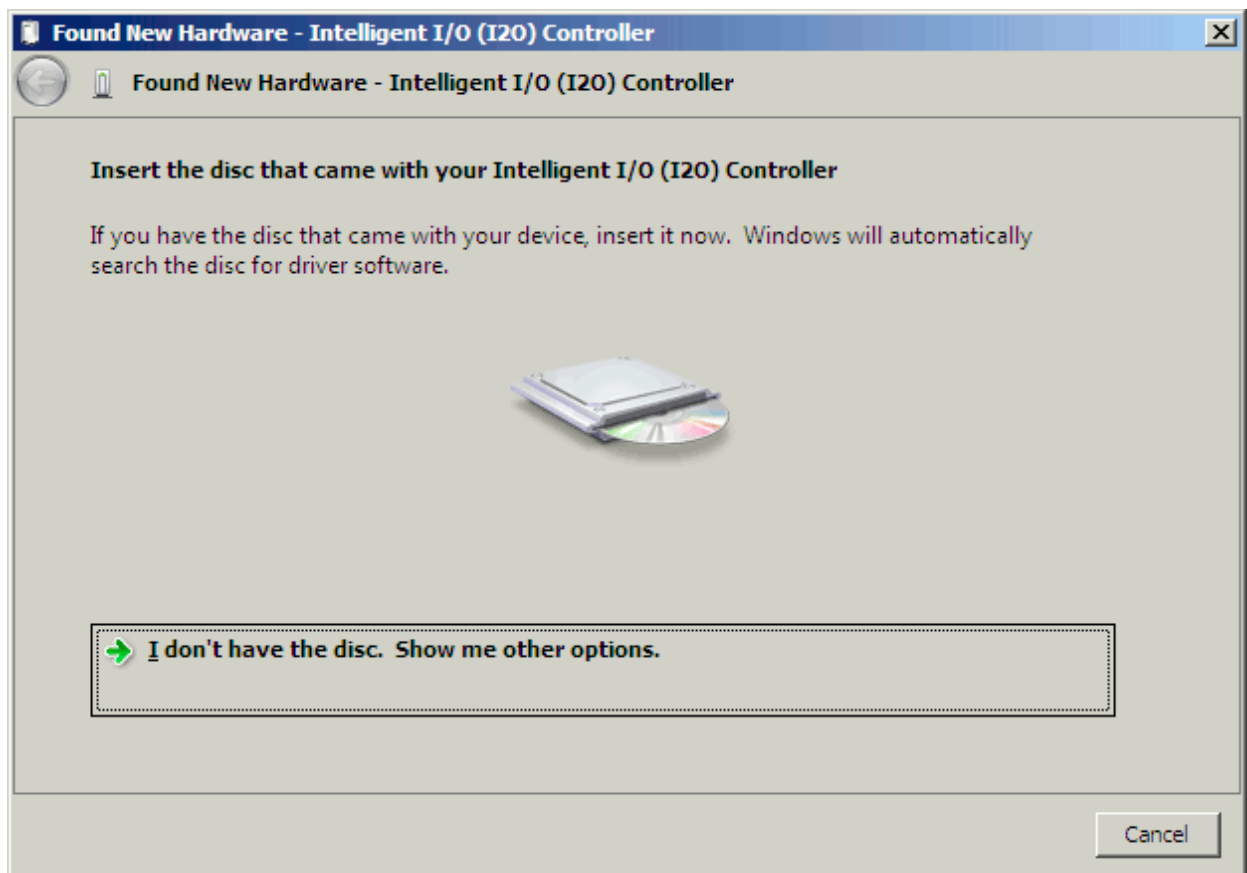 Found New Hardware - Intelligent I/O (I2O) Controller
Found New Hardware - Intelligent I/O (I2O) Controller
Insert the disc that came with your Intelligent I/O (I2O) Controller
If you have the disc that came with your device, insert it now.  Windows will automatically
search the disc for driver software.
I don't have the disc.  Show me other options.
Cancel